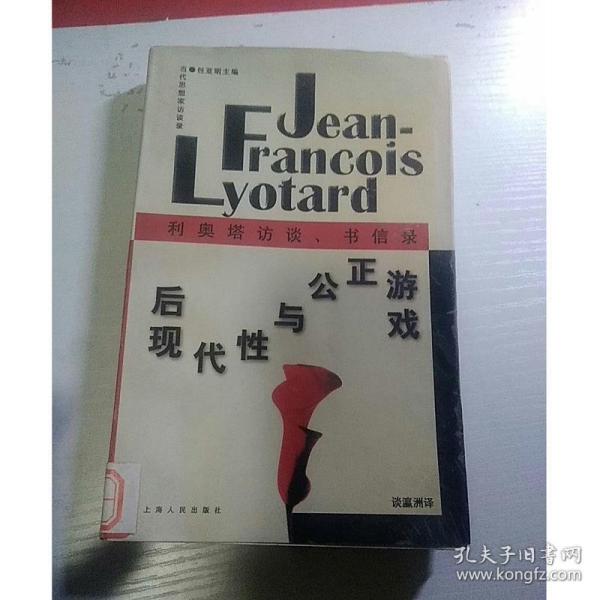 当代思想家访谈录
●包亚明主编
Jean-
Francois
Lyotard
利奥塔访谈、书信录
后现代性与公正游戏
谈瀛洲译
上海人民出版社
孔夫子旧书网
www.kongfz.com